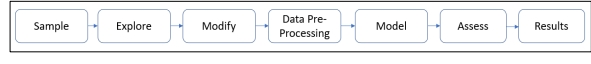 Sample
Explore
Modify
Data Pre-
Processing
Model
Assess
Results